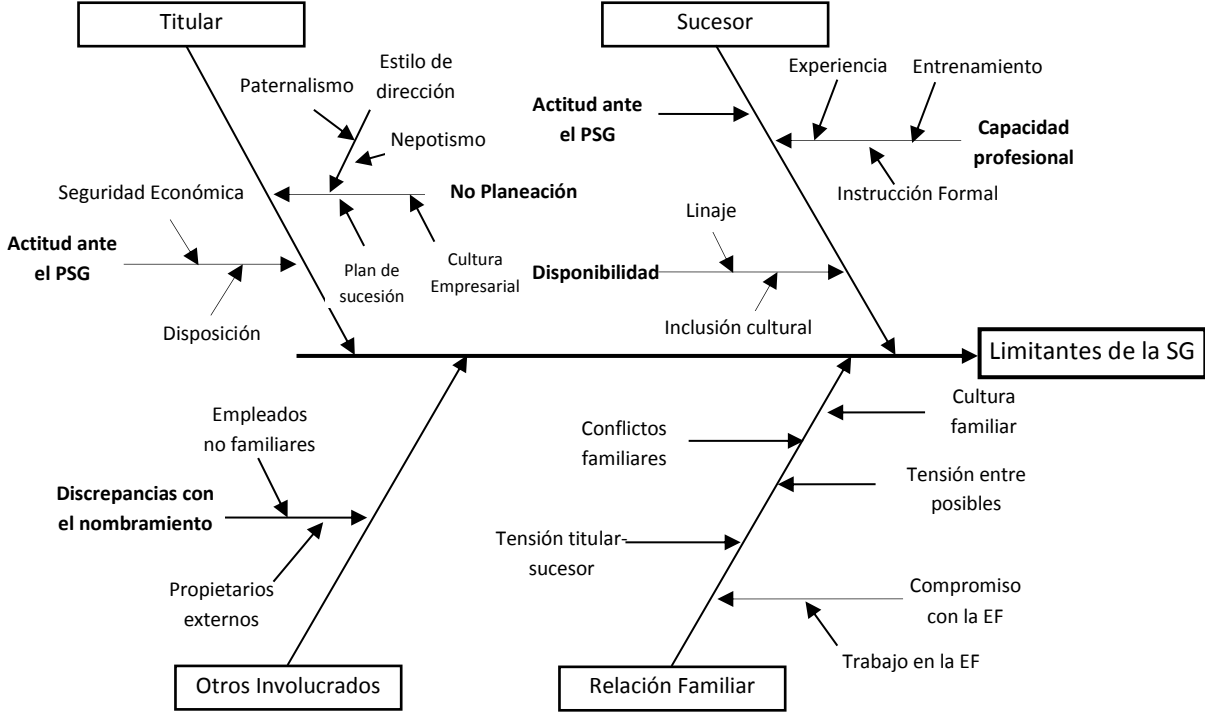 Titular
Sucesor
Estilo de
dirección
Paternalismo
Nepotismo
No Planeación
Seguridad Económica
Actitud ante
el PSG
Disposición
Plan de
sucesión
Cultura
Empresarial
Experiencia
Entrenamiento
Actitud ante
el PSG
Capacidad
profesional
Instrucción Formal
Linaje
Disponibilidad
Inclusión cultural
Limitantes de la SG
Empleados
no familiares
Discrepancias con
el nombramiento
Propietarios
externos
Otros Involucrados
Cultura
familiar
Conflictos
familiares
Tensión entre
posibles
Tensión titular-
sucesor
Compromiso
con la EF
Trabajo en la EF
Relación Familiar